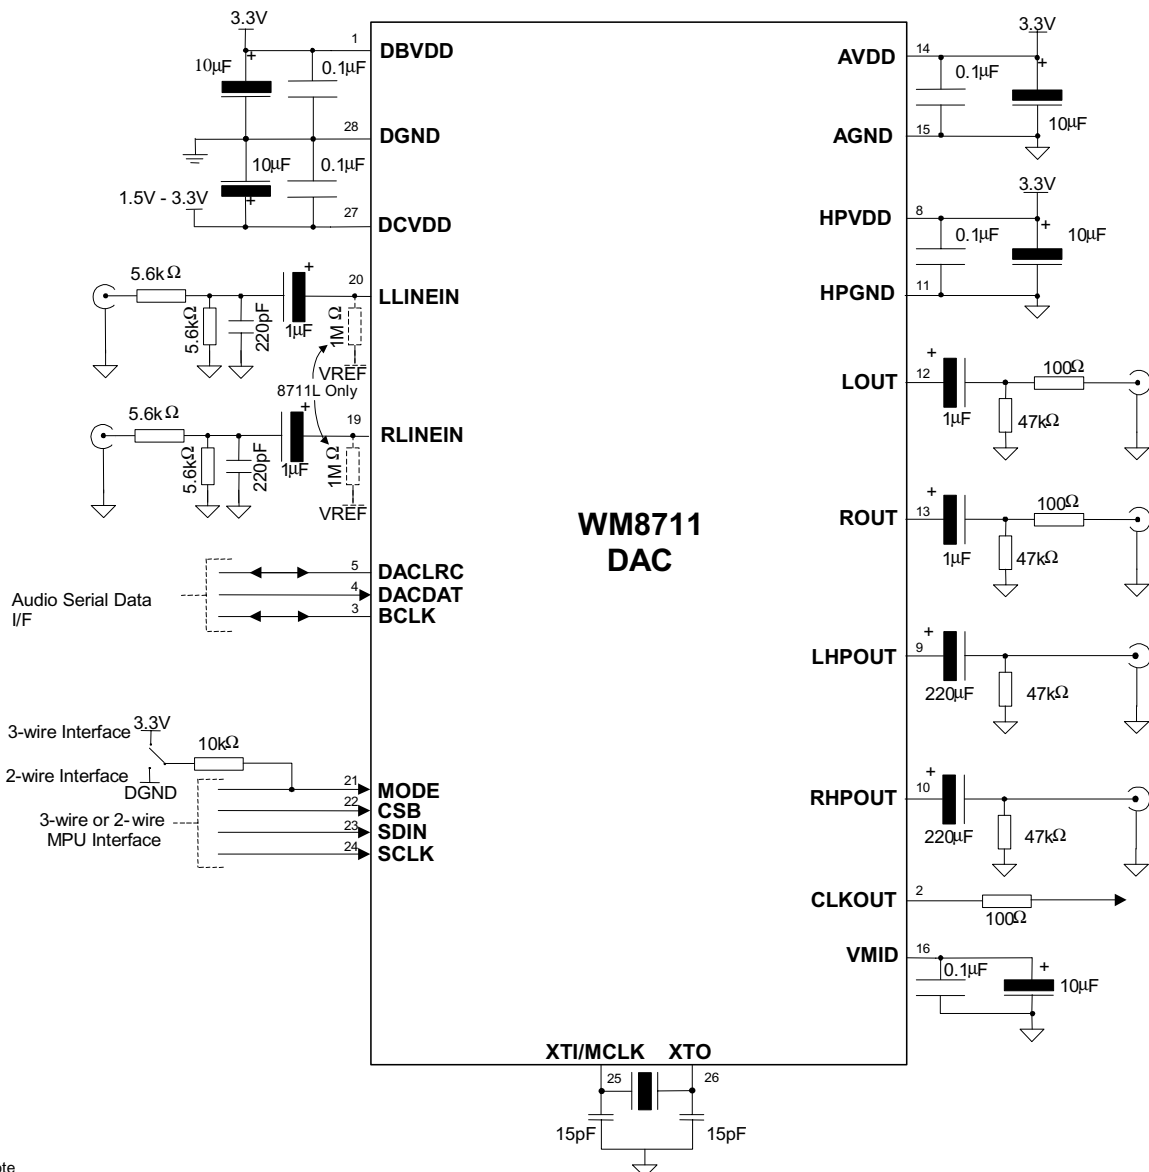 3.3V
1
DBVDD
+
10µF
0.1µF
28
DGND
10µF
0.1µF
1.5V - 3.3V
+
27
DCVDD
5.6kΩ
+
20
LLINEIN
5.6kΩ
220pF
1µF
1MΩ
VREF
8711L Only
5.6kΩ
+
19
RLINEIN
5.6kΩ
220pF
1µF
1MΩ
VREF
5
DACLRC
4
DACDAT
3
BCLK
Audio Serial Data
I/F
3.3V
3-wire Interface
10kΩ
2-wire Interface
DGND
21
MODE
22
CSB
23
SDIN
24
SCLK
3-wire or 2-wire
MPU Interface
WM8711
DAC
3.3V
AVDD
14
+
0.1µF
10µF
AGND
15
3.3V
HPVDD
8
+
0.1µF
10µF
HPGND
11
LOUT
12
+
1µF
100Ω
47kΩ
ROUT
13
+
1µF
100Ω
47kΩ
LHPOUT
9
+
220µF
47kΩ
RHPOUT
10
+
220µF
47kΩ
CLKOUT
2
100Ω
VMID
16
0.1µF
+
10µF
XTI/MCLK
XTO
25
26
15pF
15pF